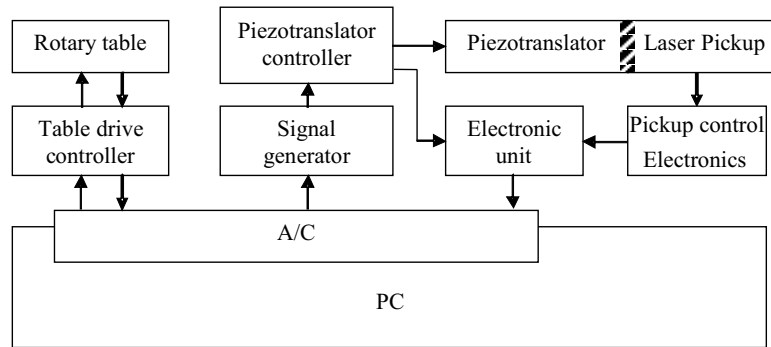 Rotary table
Piezotranslator
controller
Piezotranslator
Laser Pickup
Table drive
controller
Signal
generator
Electronic
unit
Pickup control
Electronics
A/C
PC